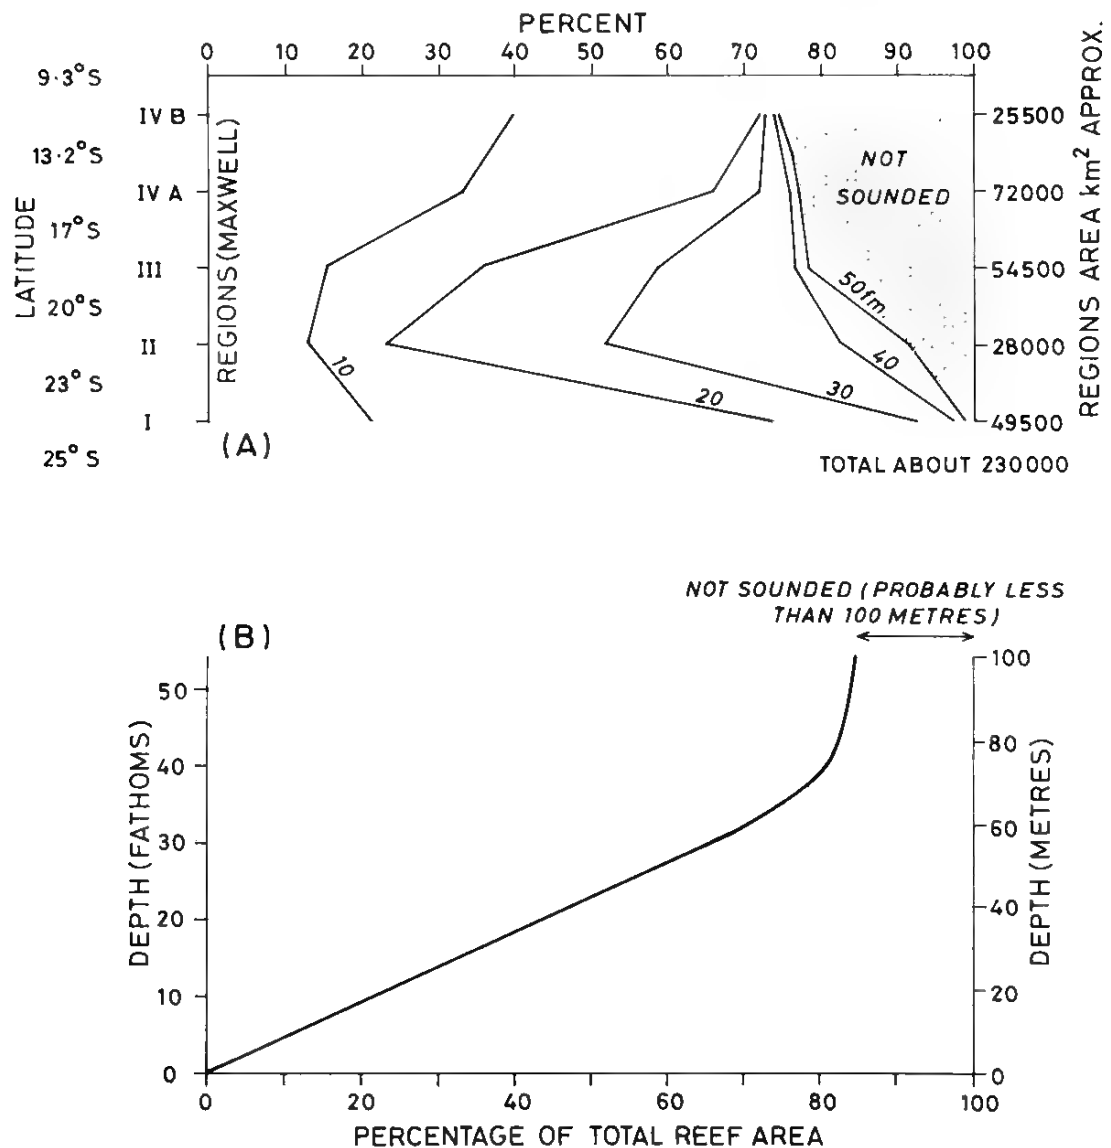 PERCENT
0 10 20 30 40 50 60 70 80 90 100
9·3°S
13·2°S
17°S
20°S
23°S
25°S
LATITUDE
IV B
IV A
III
II
I
REGIONS (MAXWELL)
10
20
30
40
50fm.
NOT
SOUNDED
25500
72000
54500
28000
49500
REGIONS AREA km² APPROX.
(A)
TOTAL ABOUT 230000
NOT SOUNDED (PROBABLY LESS
THAN 100 METRES)
(B)
DEPTH (FATHOMS)
50
40
30
20
10
0
100
80
60
40
20
0
DEPTH (METRES)
0 20 40 60 80 100
PERCENTAGE OF TOTAL REEF AREA